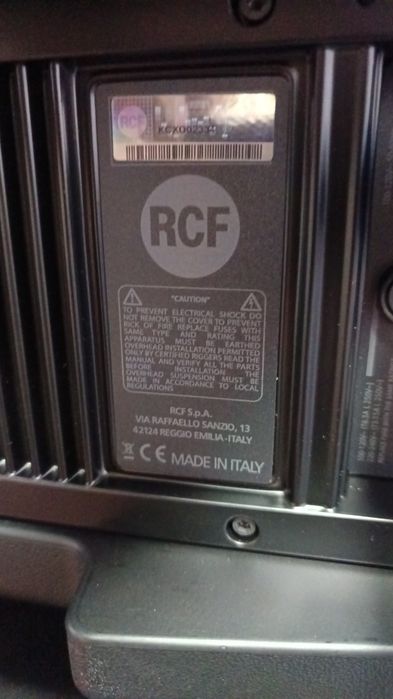 RCF
RCF
"CAUTION"
TO PREVENT ELECTRICAL SHOCK DO
NOT REMOVE THE COVER TO PREVENT
RICK OF FIRE REPLACE FUSES WITH
SAME TYPE AND RATING THIS
APPARATUS MUST BE EARTHED
OVERHEAD INSTALLATION PERMITTED
ONLY BY CERTIFIED RIGGERS READ THE
MANUAL AND VERIFY ALL THE PARTS
BEFORE INSTALLATION THE
OVERHEAD SUSPENSION MUST BE
MADE IN ACCORDANCE TO LOCAL
REGULATIONS
RCF S.p.A.
VIA RAFFAELLO SANZIO, 13
42124 REGGIO EMILIA-ITALY
CE MADE IN ITALY